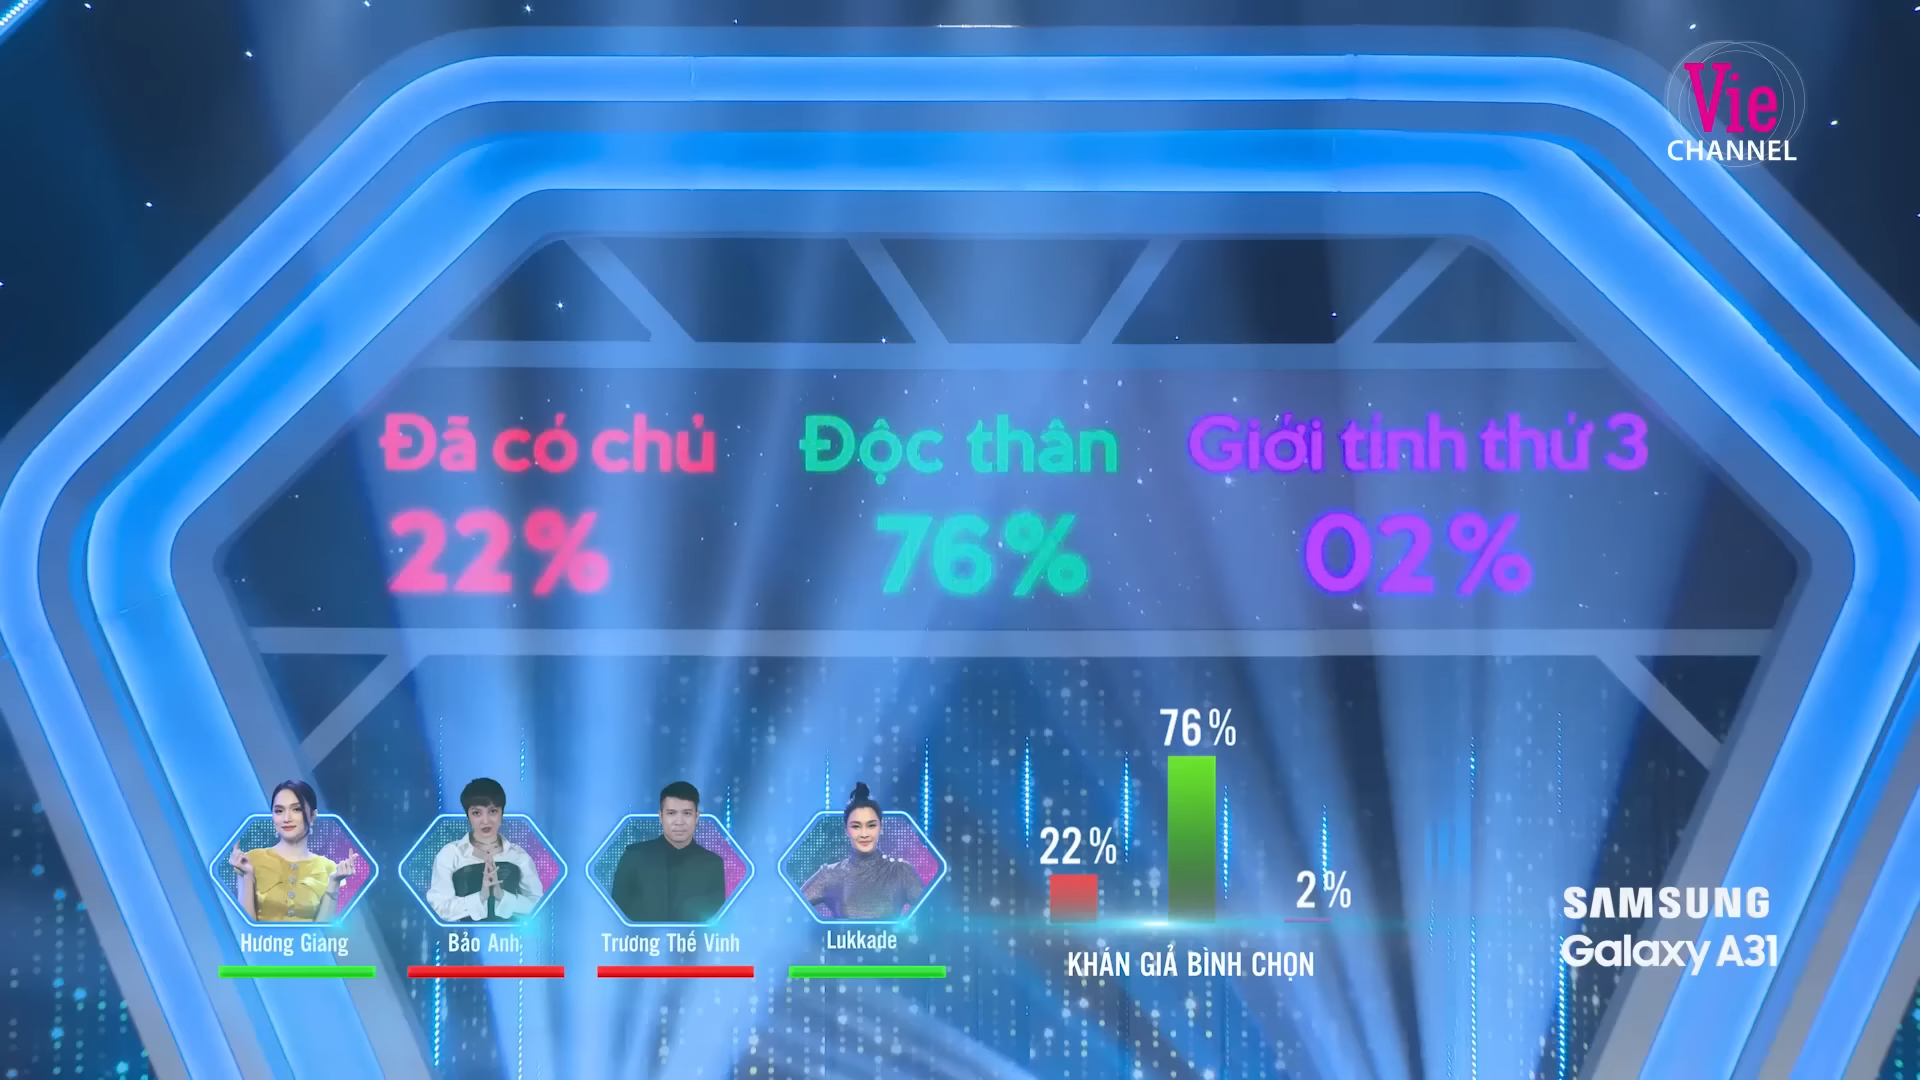 Vie
CHANNEL
Đã có chủ
Độc thân
Giới tính thứ 3
22%
76%
02%
76%
22%
2%
Hương Giang
Bảo Anh
Trương Thế Vinh
Lukkade
KHÁN GIẢ BÌNH CHỌN
SAMSUNG
Galaxy A31